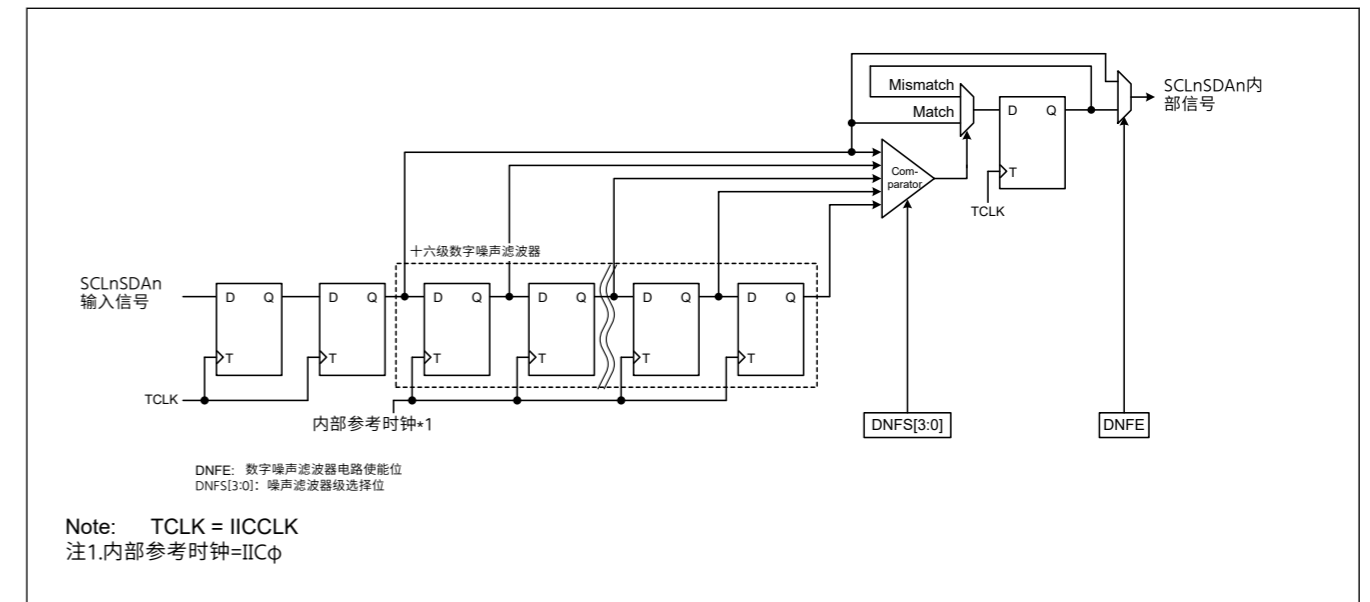 Mismatch
Match
D Q
T
TCLK
SCLnSDAn内
部信号
Com-
parator
十六级数字噪声滤波器
SCLnSDAn
输入信号
D Q
D Q
D Q
D Q
D Q
D Q
T
T
T
T
T
T
TCLK
内部参考时钟*1
DNFS[3:0]
DNFE
DNFE: 数字噪声滤波器电路使能位
DNFS[3:0]: 噪声滤波器级选择位
Note: TCLK = IICCLK
注1.内部参考时钟=IICφ